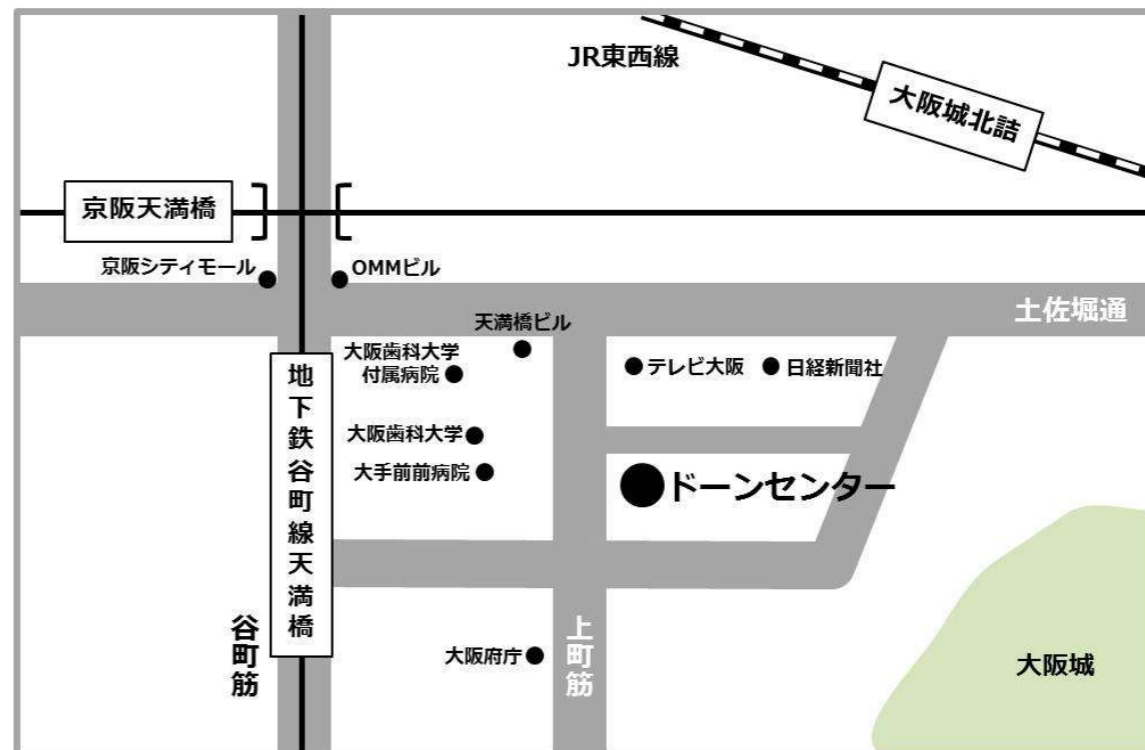 JR東西線
大阪城北詰
京阪天満橋
京阪シティモール
OMMビル
土佐堀通
天満橋ビル
大阪歯科大学
付属病院
テレビ大阪
日経新聞社
地下鉄谷町線天満橋
大阪歯科大学
大手前前病院
ドーンセンター
谷町筋
上町筋
大阪府庁
大阪城